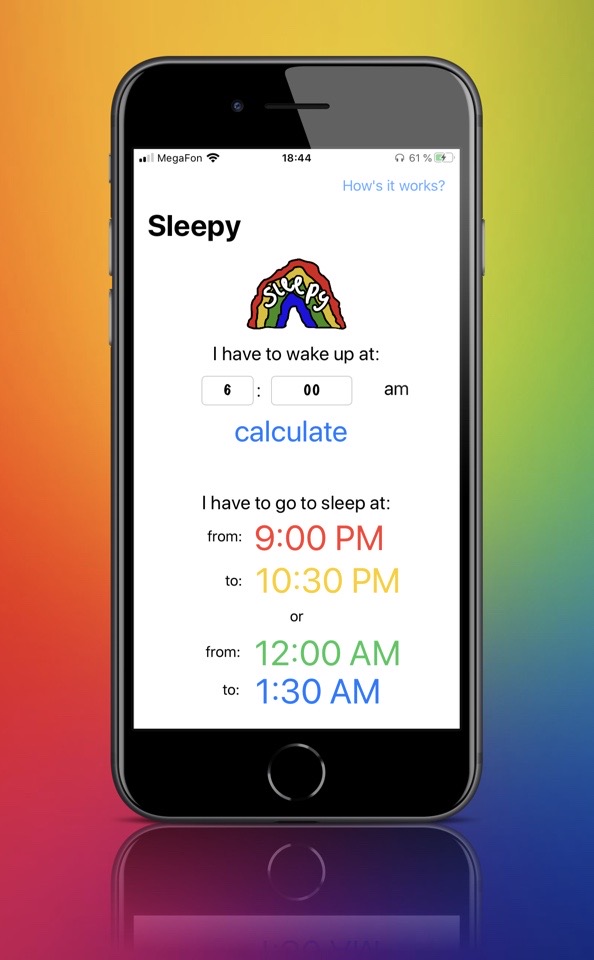 MegaFon 18:44 61 %
How's it works?
Sleepy
Sleepy
I have to wake up at:
6 : 00 am
calculate
I have to go to sleep at:
from: 9:00 PM
to: 10:30 PM
or
from: 12:00 AM
to: 1:30 AM